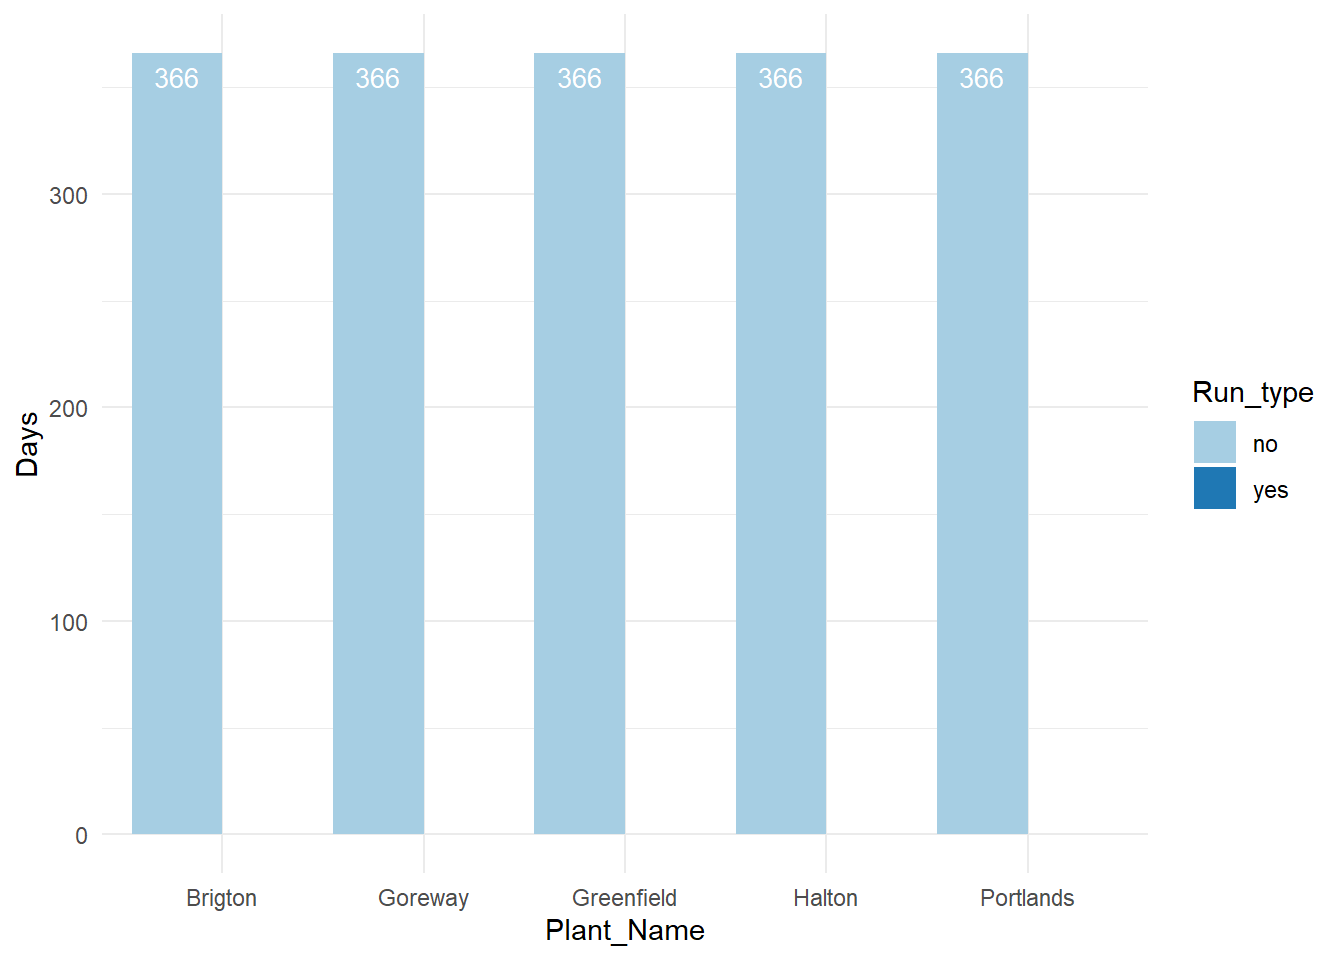 366 366 366 366 366
300
200
100
0
Days
Brigton Goreway Greenfield Halton Portlands
Plant_Name
Run_type
no
yes